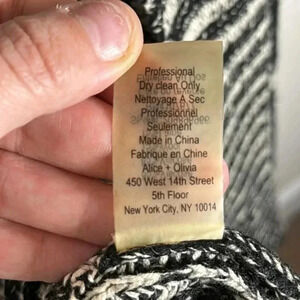 Professional
Dry clean Only
Nettoyage A Sec
Professionnel
Seulement
Made in China
Fabrique en Chine
Alice + Olivia
450 West 14th Street
5th Floor
New York City, NY 10014